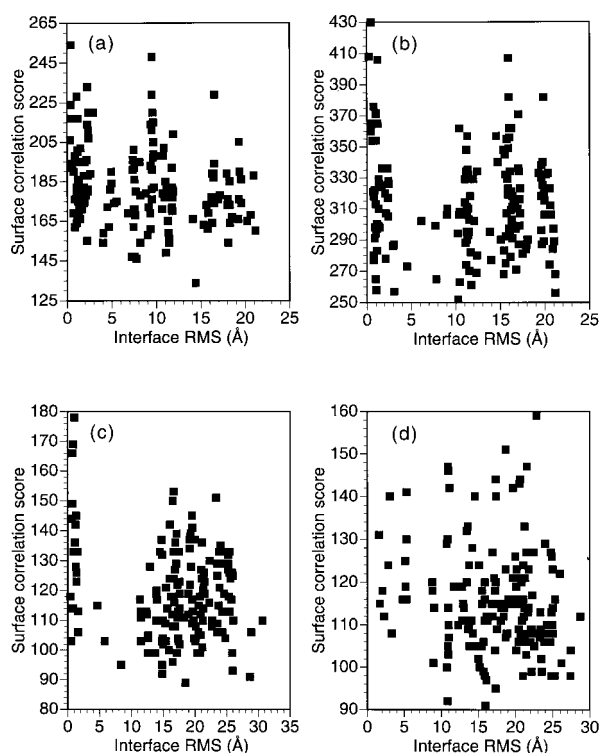 (a)
Surface correlation score
265
245
225
205
185
165
145
125
0 5 10 15 20 25
Interface RMS (Å)
(b)
Surface correlation score
430
410
390
370
350
330
310
290
270
250
0 5 10 15 20 25
Interface RMS (Å)
(c)
Surface correlation score
180
170
160
150
140
130
120
110
100
90
80
0 5 10 15 20 25 30 35
Interface RMS (Å)
(d)
Surface correlation score
160
150
140
130
120
110
100
90
0 5 10 15 20 25 30
Interface RMS (Å)